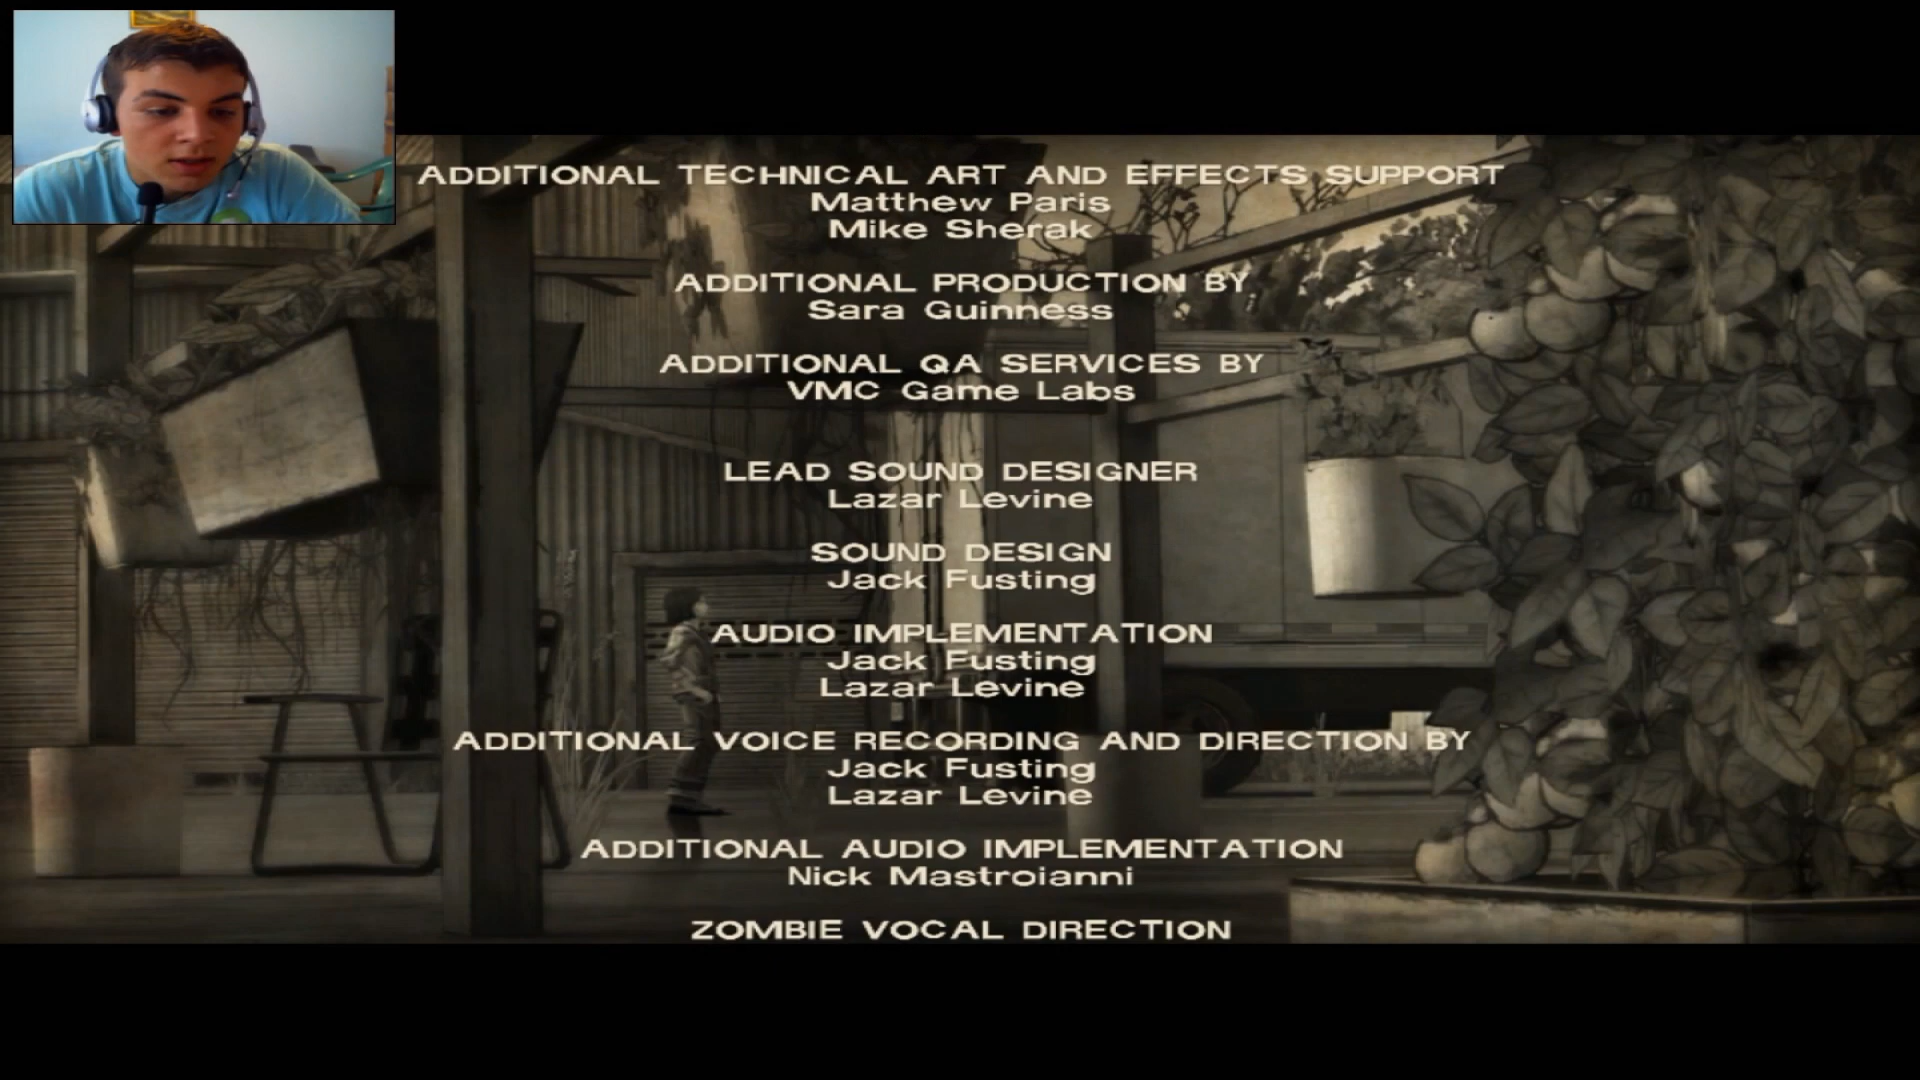 ADDITIONAL TECHNICAL ART AND EFFECTS SUPPORT
Matthew Paris
Mike Sherak
ADDITIONAL PRODUCTION BY
Sara Guinness
ADDITIONAL QA SERVICES BY
VMC Game Labs
LEAD SOUND DESIGNER
Lazar Levine
SOUND DESIGN
Jack Fusting
AUDIO IMPLEMENTATION
Jack Fusting
Lazar Levine
ADDITIONAL VOICE RECORDING AND DIRECTION BY
Jack Fusting
Lazar Levine
ADDITIONAL AUDIO IMPLEMENTATION
Nick Mastroianni
ZOMBIE VOCAL DIRECTION